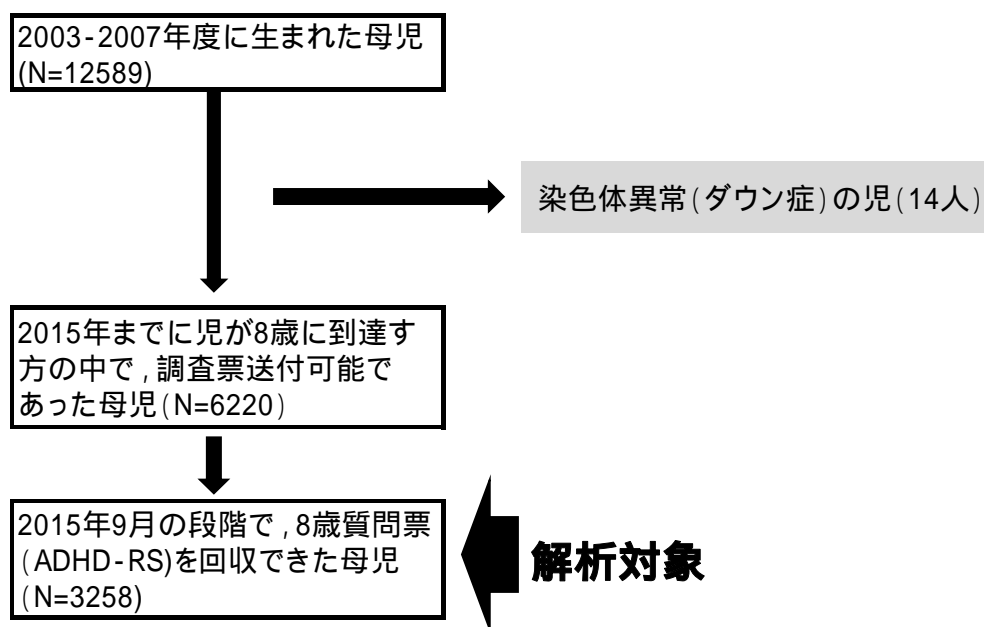 2003-2007年度に生まれた母児
(N=12589)
染色体異常(ダウン症)の児(14人)
2015年までに児が8歳に到達す
方の中で,調査票送付可能で
あった母児(N=6220)
2015年9月の段階で,8歳質問票
(ADHD-RS)を回収できた母児
(N=3258)
解析対象